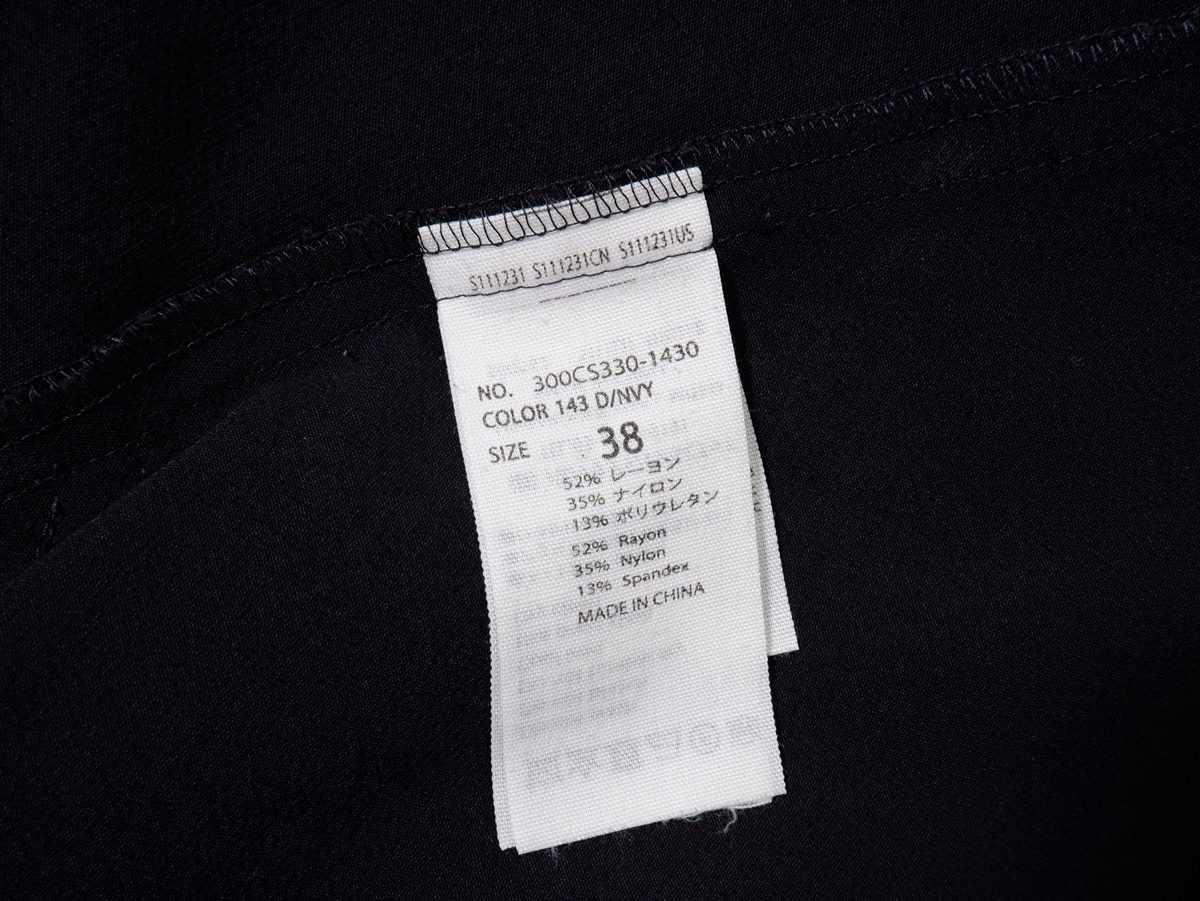 S111231 S111231CN S111231US
NO. 300CS330-1430
COLOR 143 D/NVY
SIZE 38
52% レーヨン
35% ナイロン
13% ポリウレタン
52% Rayon
35% Nylon
13% Spandex
MADE IN CHINA